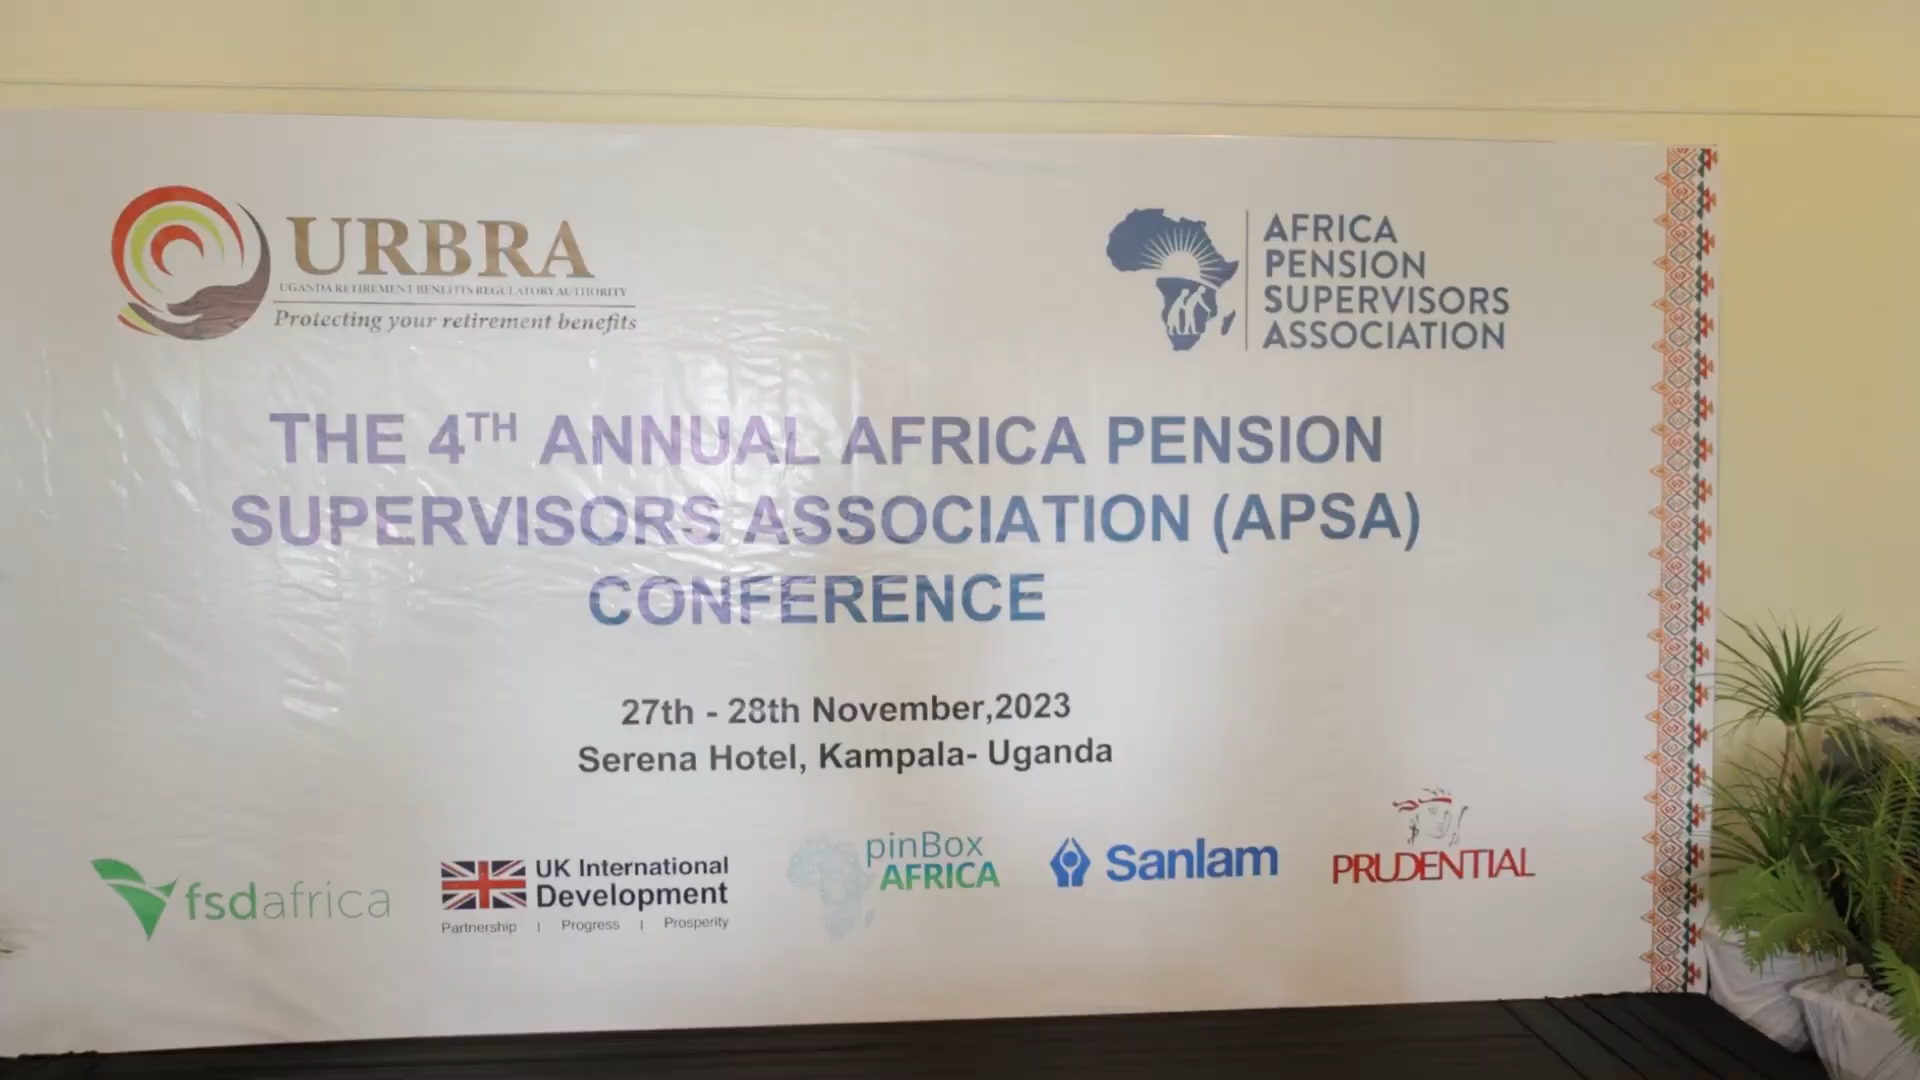 URBRA
UGANDA RETIREMENT BENEFITS REGULATORY AUTHORITY
Protecting your retirement benefits
AFRICA
PENSION
SUPERVISORS
ASSOCIATION
THE 4TH ANNUAL AFRICA PENSION
SUPERVISORS ASSOCIATION (APSA)
CONFERENCE
27th - 28th November,2023
Serena Hotel, Kampala- Uganda
fsdafrica
UK International
Development
Partnership | Progress | Prosperity
pinBox
AFRICA
Sanlam
PRUDENTIAL